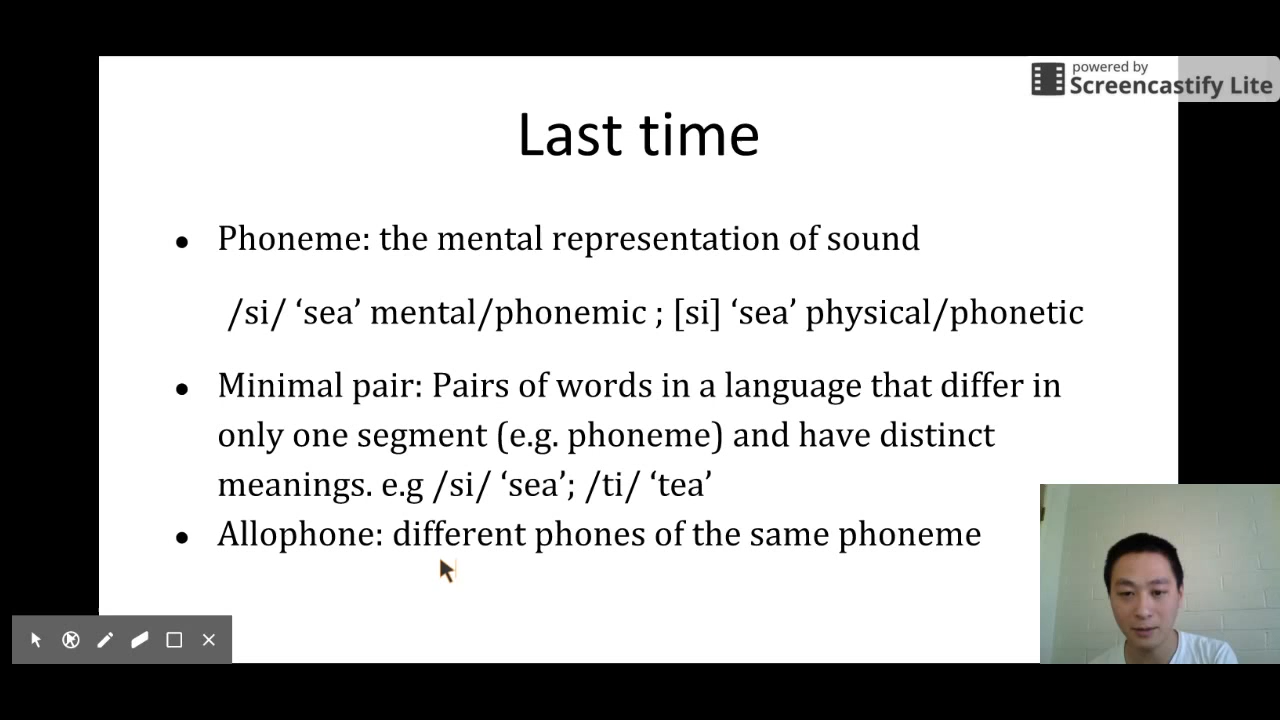 powered by
Screencastify Lite
Last time
• Phoneme: the mental representation of sound
/si/ ‘sea’ mental/phonemic ; [si] ‘sea’ physical/phonetic
• Minimal pair: Pairs of words in a language that differ in
only one segment (e.g. phoneme) and have distinct
meanings. e.g /si/ ‘sea’; /ti/ ‘tea’
• Allophone: different phones of the same phoneme